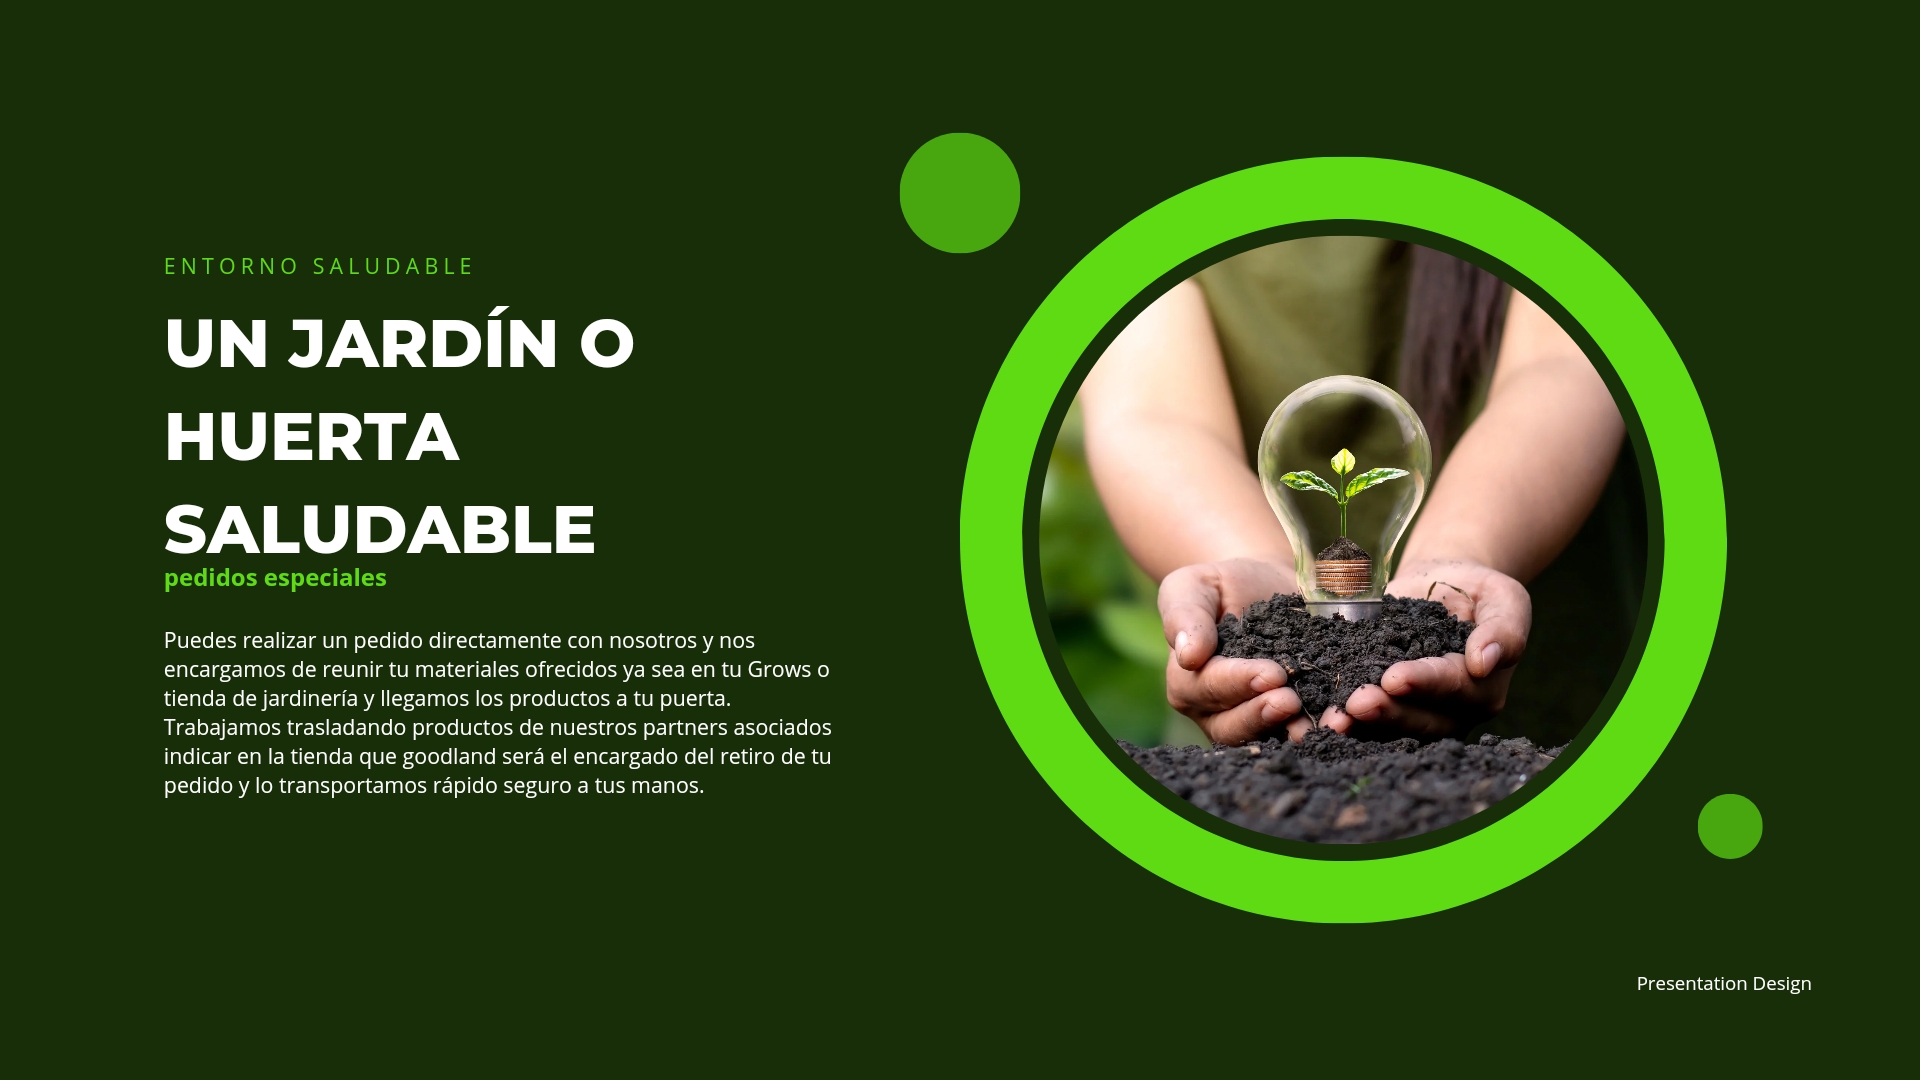 ENTORNO SALUDABLE
UN JARDÍN O
HUERTA
SALUDABLE
pedidos especiales
Puedes realizar un pedido directamente con nosotros y nos
encargamos de reunir tu materiales ofrecidos ya sea en tu Grows o
tienda de jardinería y llegamos los productos a tu puerta.
Trabajamos trasladando productos de nuestros partners asociados
indicar en la tienda que goodland será el encargado del retiro de tu
pedido y lo transportamos rápido seguro a tus manos.
Presentation Design